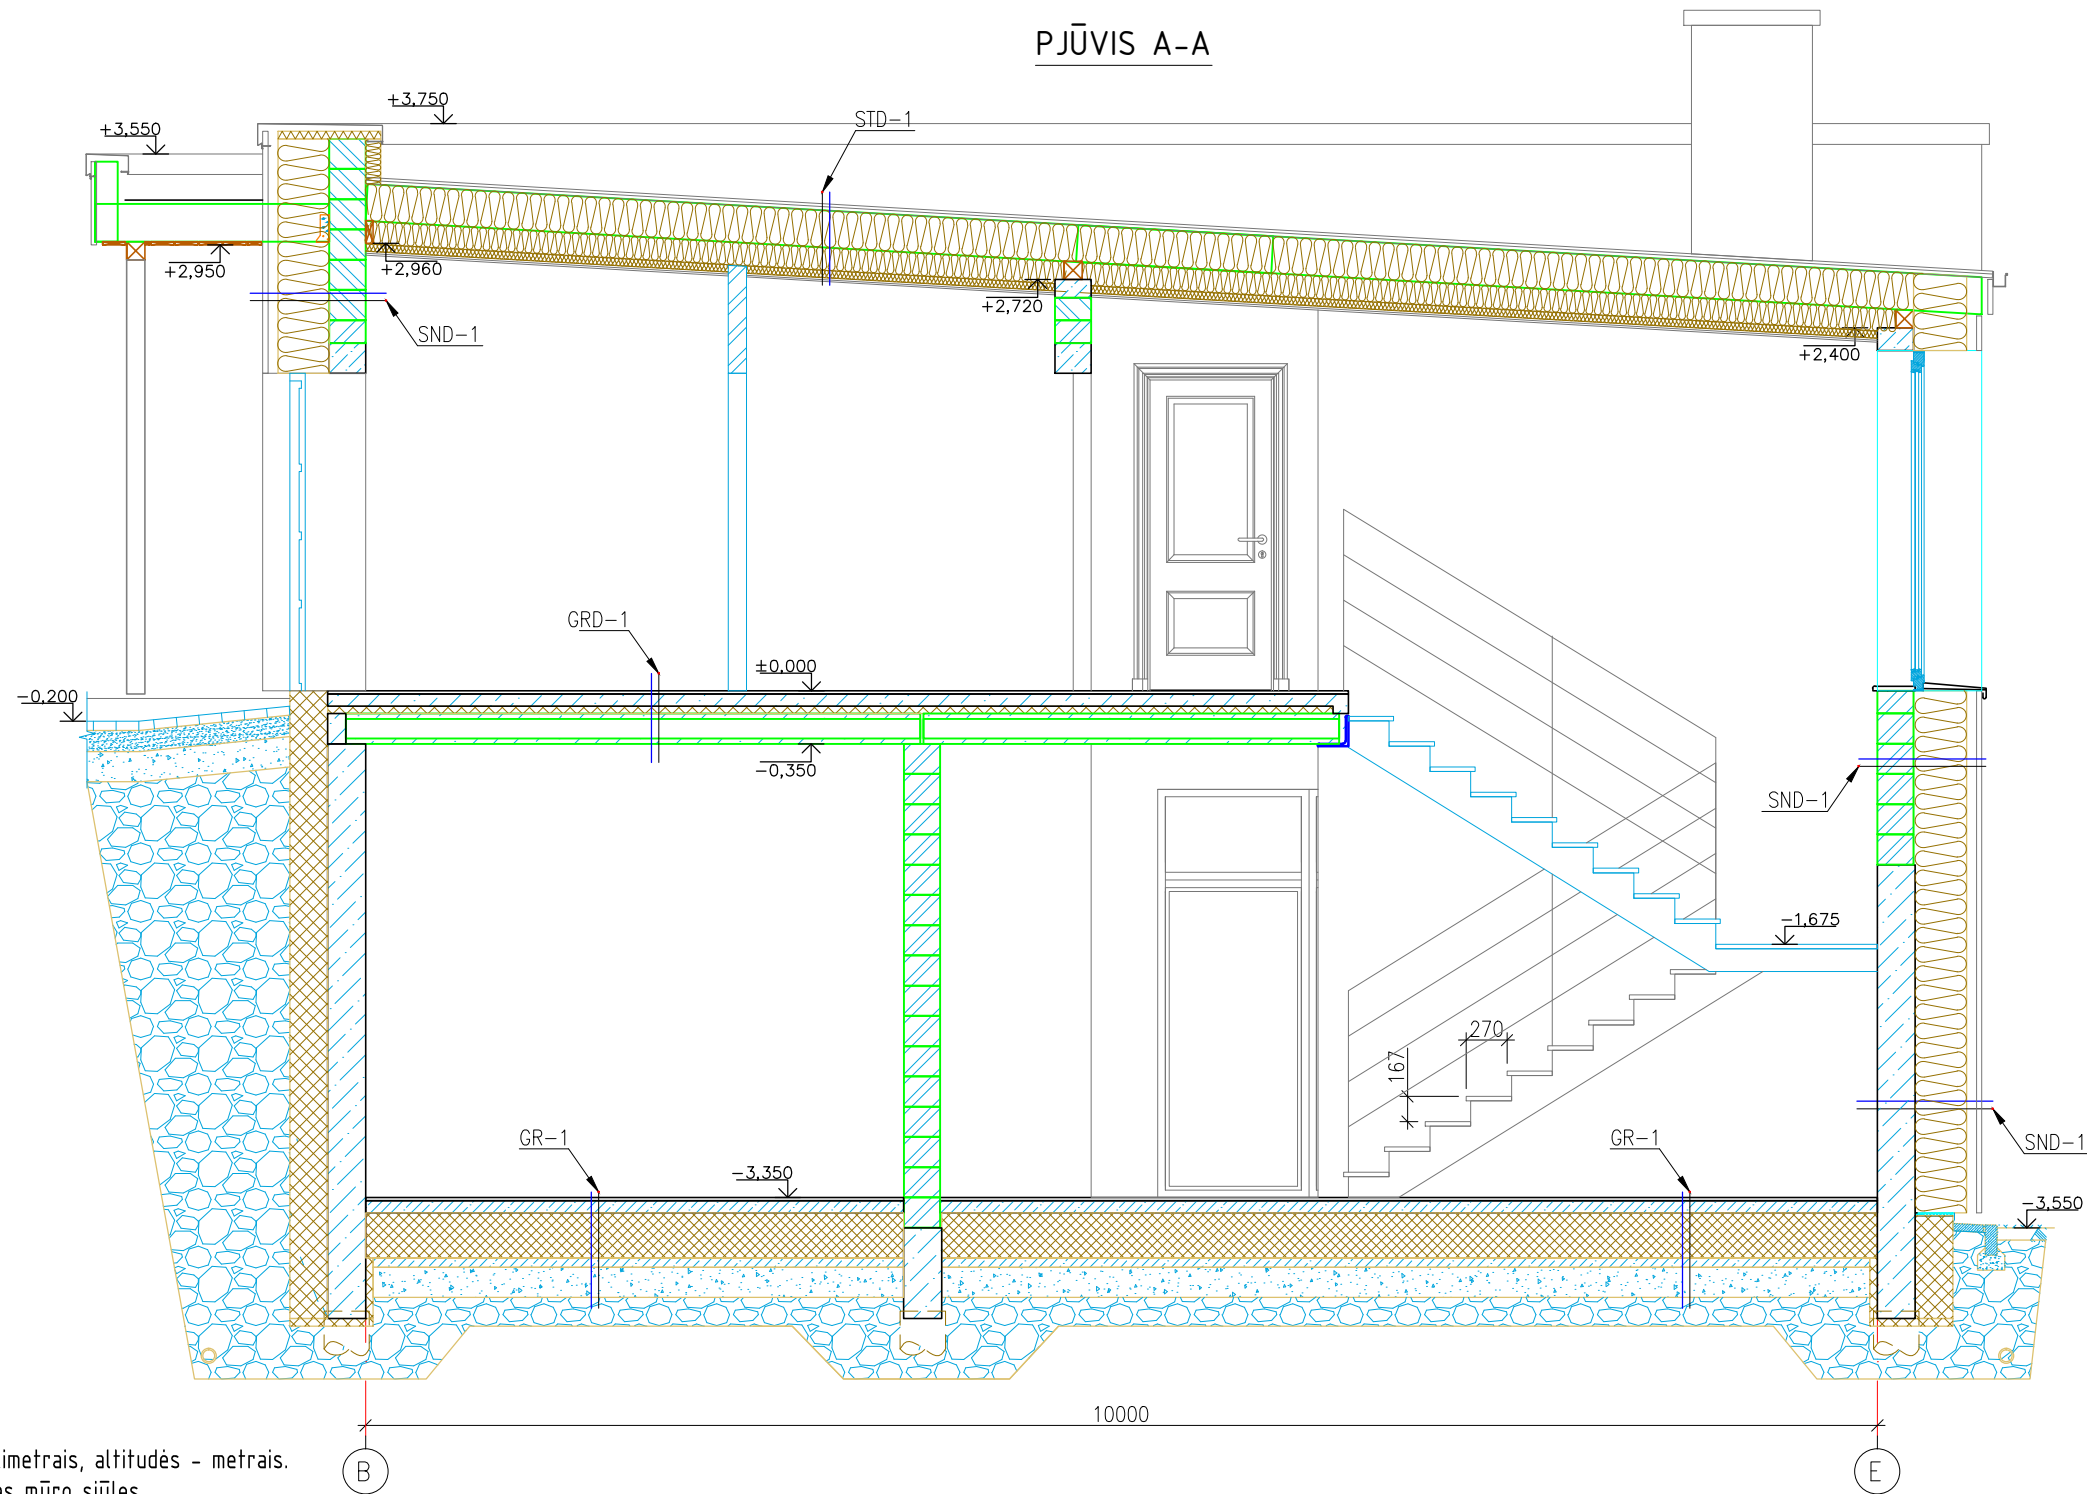 PJŪVIS A-A
+3,750
+3,550
STD-1
+2,950
+2,960
+2,720
SND-1
+2,400
GRD-1
±0,000
-0,200
-0,350
SND-1
-1,675
270
167
GR-1
GR-1
-3,350
SND-1
-3,550
10000
B
E
altitudės - metrais.
mūro siūles